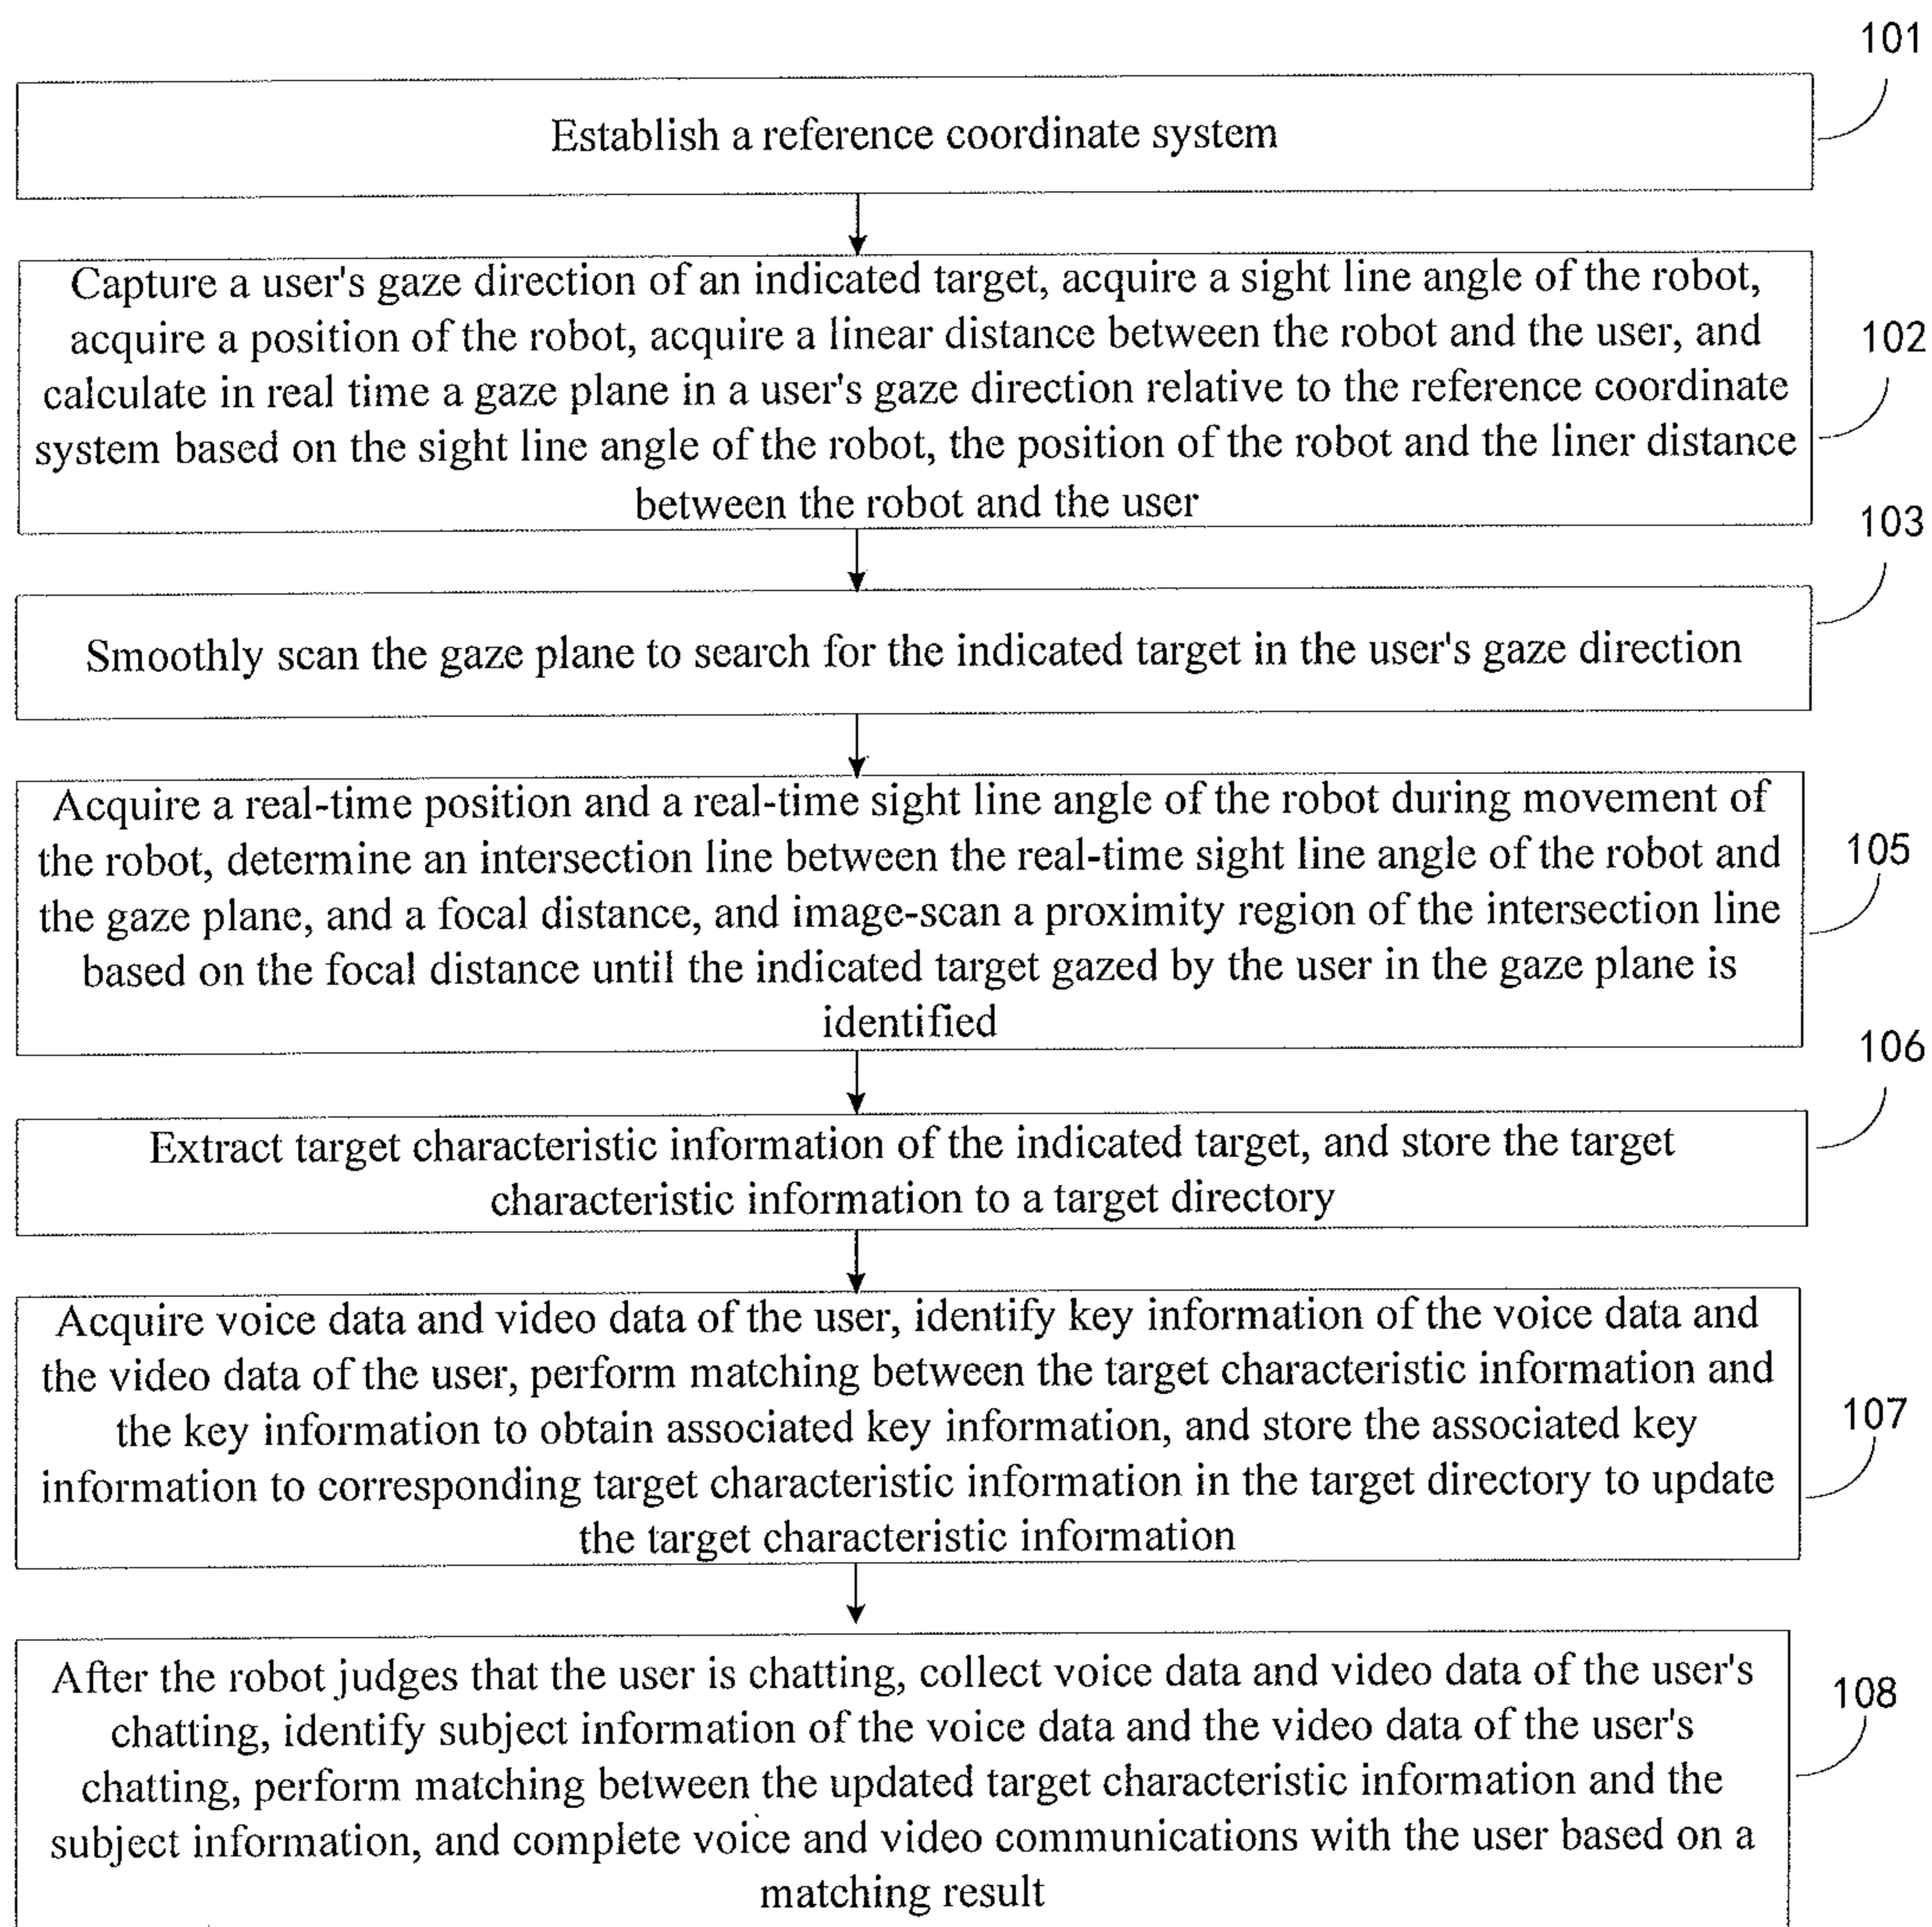 101
Establish a reference coordinate system
Capture a user's gaze direction of an indicated target, acquire a sight line angle of the robot,
acquire a position of the robot, acquire a linear distance between the robot and the user, and
calculate in real time a gaze plane in a user's gaze direction relative to the reference coordinate
system based on the sight line angle of the robot, the position of the robot and the liner distance
between the robot and the user
102
103
Smoothly scan the gaze plane to search for the indicated target in the user's gaze direction
Acquire a real-time position and a real-time sight line angle of the robot during movement of
the robot, determine an intersection line between the real-time sight line angle of the robot and
the gaze plane, and a focal distance, and image-scan a proximity region of the intersection line
based on the focal distance until the indicated target gazed by the user in the gaze plane is
identified
105
106
Extract target characteristic information of the indicated target, and store the target
characteristic information to a target directory
Acquire voice data and video data of the user, identify key information of the voice data and
the video data of the user, perform matching between the target characteristic information and
the key information to obtain associated key information, and store the associated key
information to corresponding target characteristic information in the target directory to update
the target characteristic information
107
After the robot judges that the user is chatting, collect voice data and video data of the user's
chatting, identify subject information of the voice data and the video data of the user's
chatting, perform matching between the updated target characteristic information and the
subject information, and complete voice and video communications with the user based on a
matching result
108